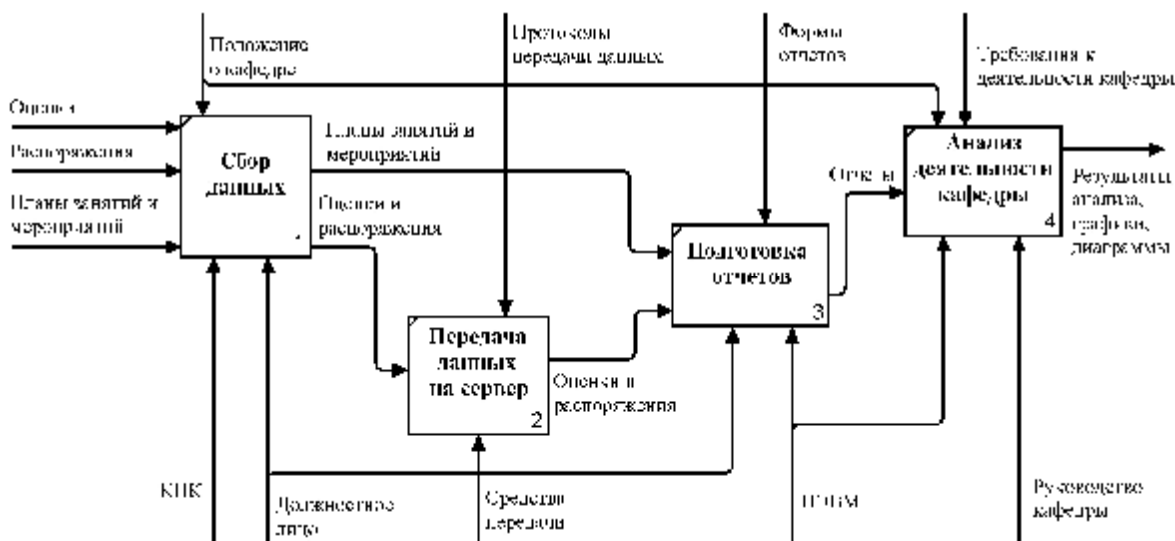 Положение
о кафедре
Протоколы
передачи данных
Формы
отчетов
Требования к
деятельности кафедры
Оценки
Распоряжения
Планы занятий и
мероприятий
Сбор
данных
Планы занятий и
мероприятий
Оценки и
распоряжения
Передача
данных
на сервер
2
Оценки и
распоряжения
Подготовка
отчетов
3
Отчеты
Анализ
деятельности
кафедры
4
Результаты
анализа,
графики,
диаграммы
КПК
Должностное
лицо
Средства
передачи
ПЭВМ
Руководство
кафедры